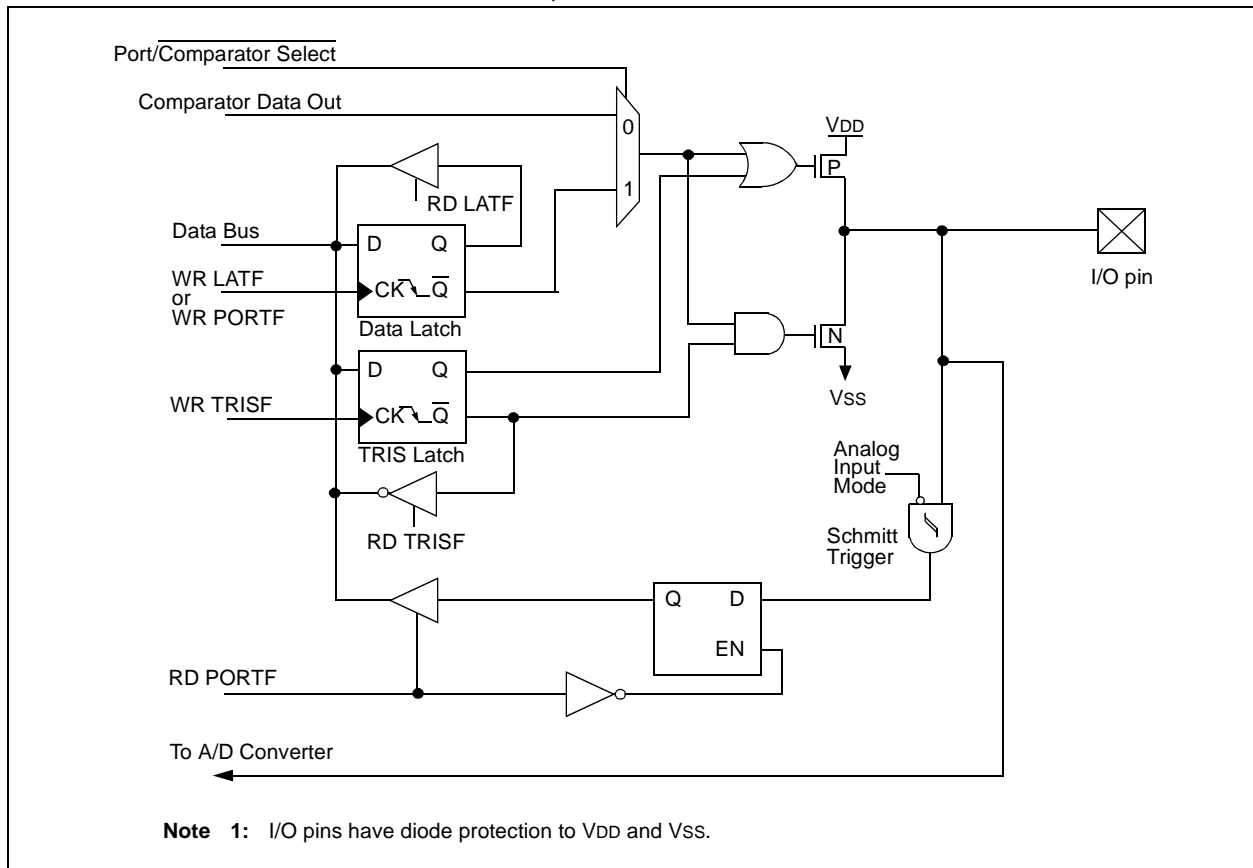 Port/Comparator Select
Comparator Data Out
0
1
VDD
P
RD LATF
Data Bus
D
Q
WR LATF
or
WR PORTF
CK
Q
Data Latch
I/O pin
N
VSS
D
Q
WR TRISF
CK
Q
TRIS Latch
Analog
Input
Mode
RD TRISF
Schmitt
Trigger
Q
D
EN
RD PORTF
To A/D Converter
Note 1: I/O pins have diode protection to VDD and VSS.